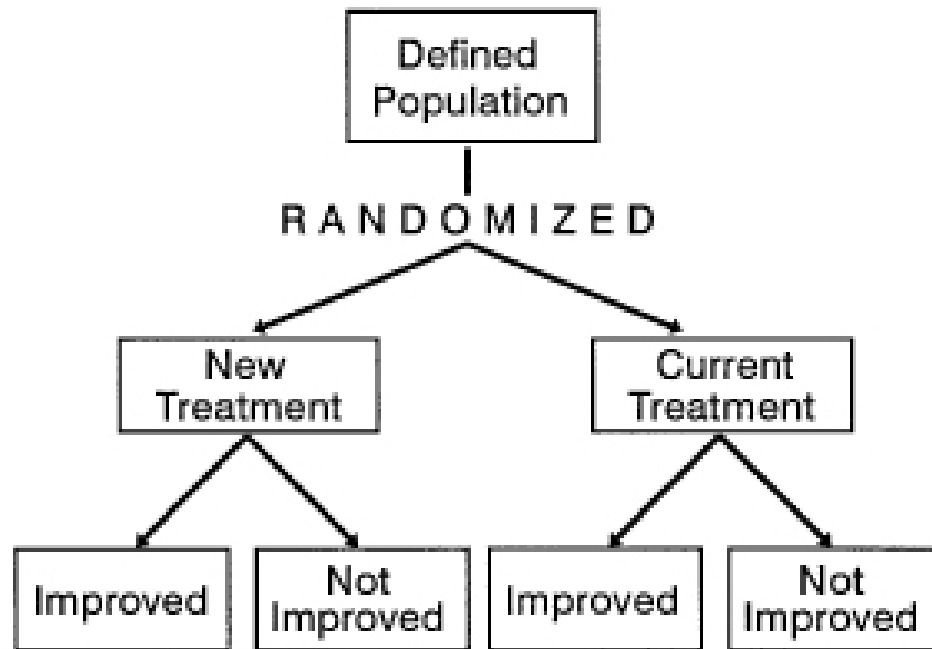 Defined
Population
RANDOMIZED
New
Treatment
Current
Treatment
Improved
Not
Improved
Improved
Not
Improved